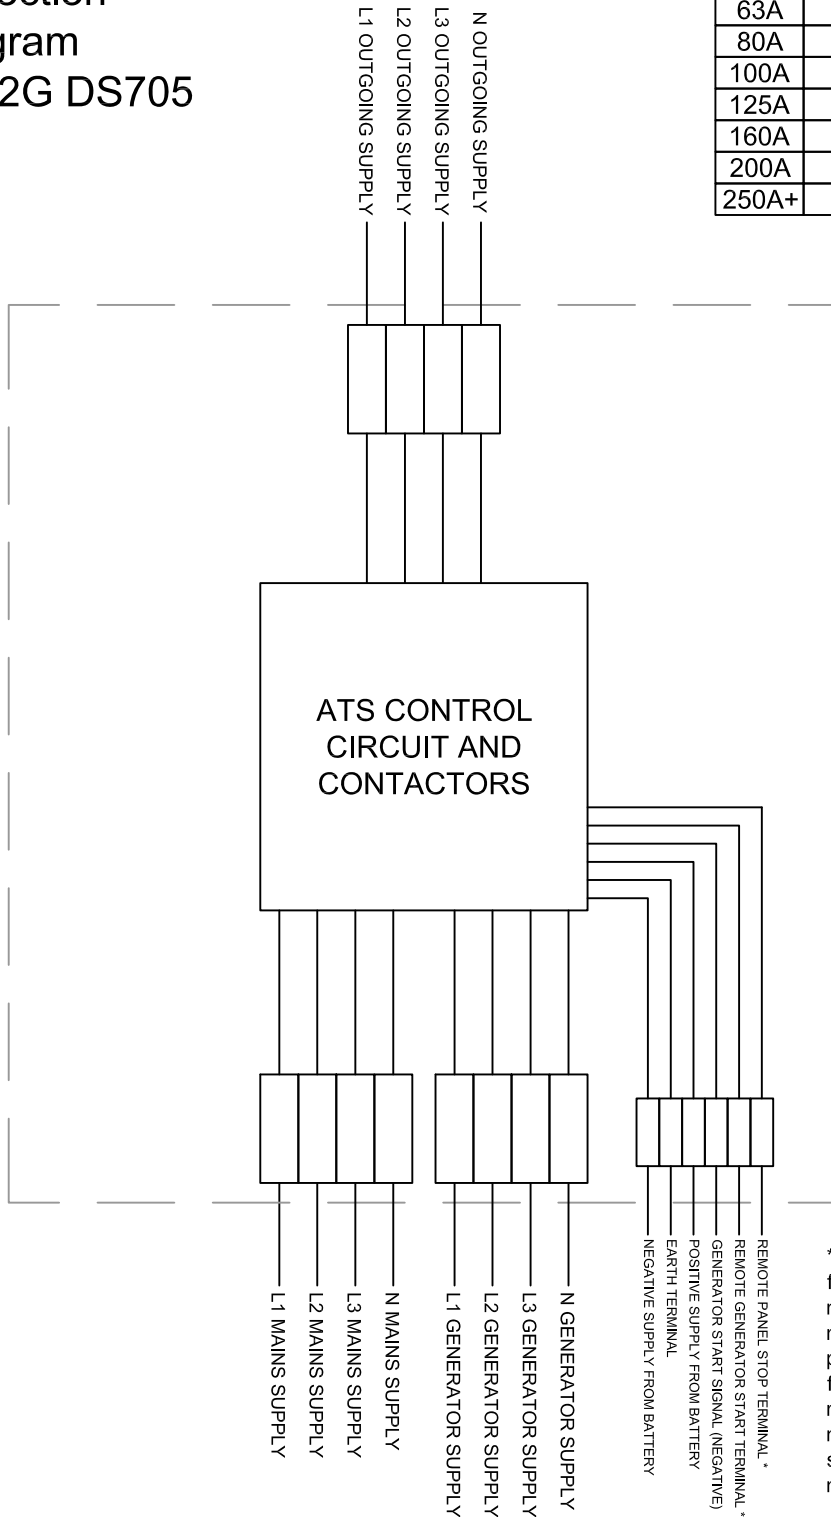 2G DS705
63A
80A
100A
125A
160A
200A
250A+
L1 OUTGOING SUPPLY
L2 OUTGOING SUPPLY
L3 OUTGOING SUPPLY
N OUTGOING SUPPLY
ATS CONTROL
CIRCUIT AND
CONTACTORS
L1 MAINS SUPPLY
L2 MAINS SUPPLY
L3 MAINS SUPPLY
N MAINS SUPPLY
L1 GENERATOR SUPPLY
L2 GENERATOR SUPPLY
L3 GENERATOR SUPPLY
N GENERATOR SUPPLY
NEGATIVE SUPPLY FROM BATTERY
EARTH TERMINAL
POSITIVE SUPPLY FROM BATTERY
GENERATOR START SIGNAL (NEGATIVE)
REMOTE GENERATOR START TERMINAL *
REMOTE PANEL STOP TERMINAL *